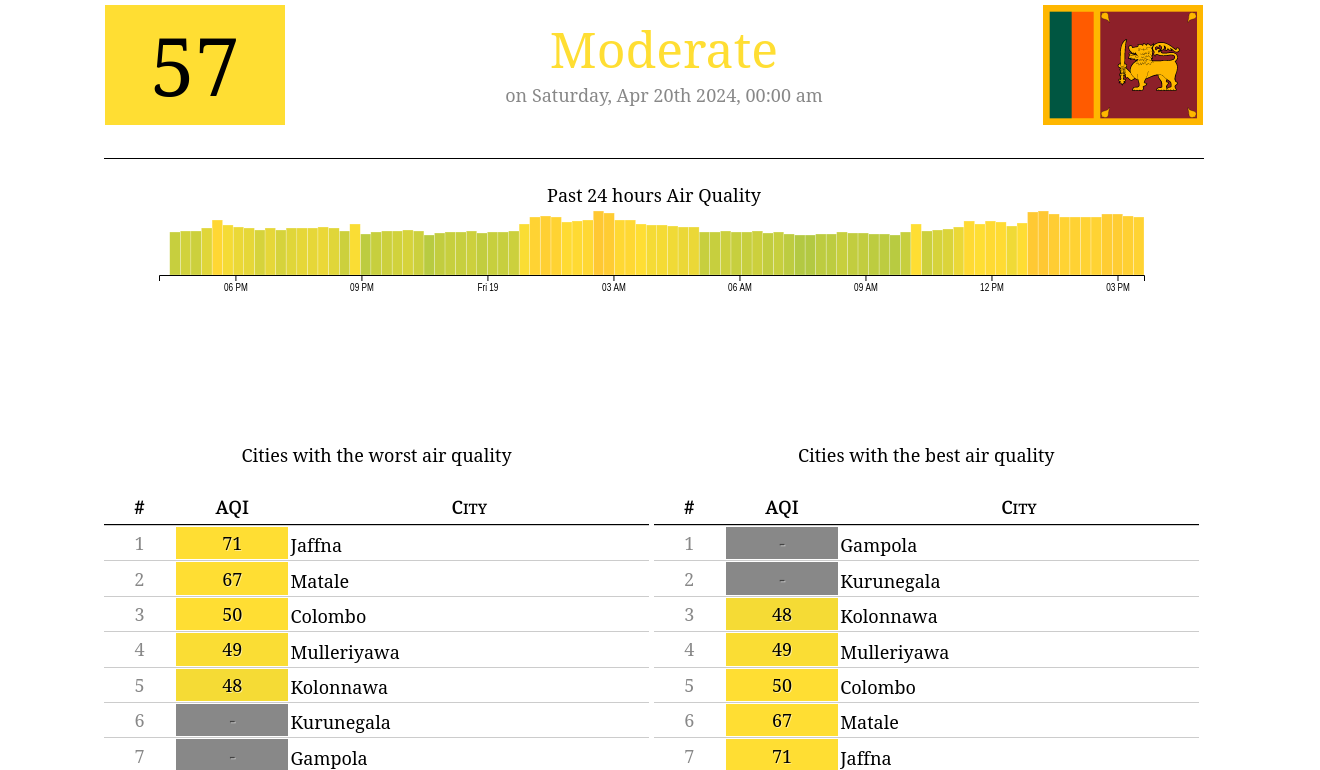 57
Moderate
on Saturday, Apr 20th 2024, 00:00 am
Past 24 hours Air Quality
06 PM 09 PM Fri 19 03 AM 06 AM 09 AM 12 PM 03 PM
Cities with the worst air quality
# AQI City
1 71 Jaffna
2 67 Matale
3 50 Colombo
4 49 Mulleriyawa
5 48 Kolonnawa
6 - Kurunegala
7 - Gampola
Cities with the best air quality
# AQI City
1 - Gampola
2 - Kurunegala
3 48 Kolonnawa
4 49 Mulleriyawa
5 50 Colombo
6 67 Matale
7 71 Jaffna